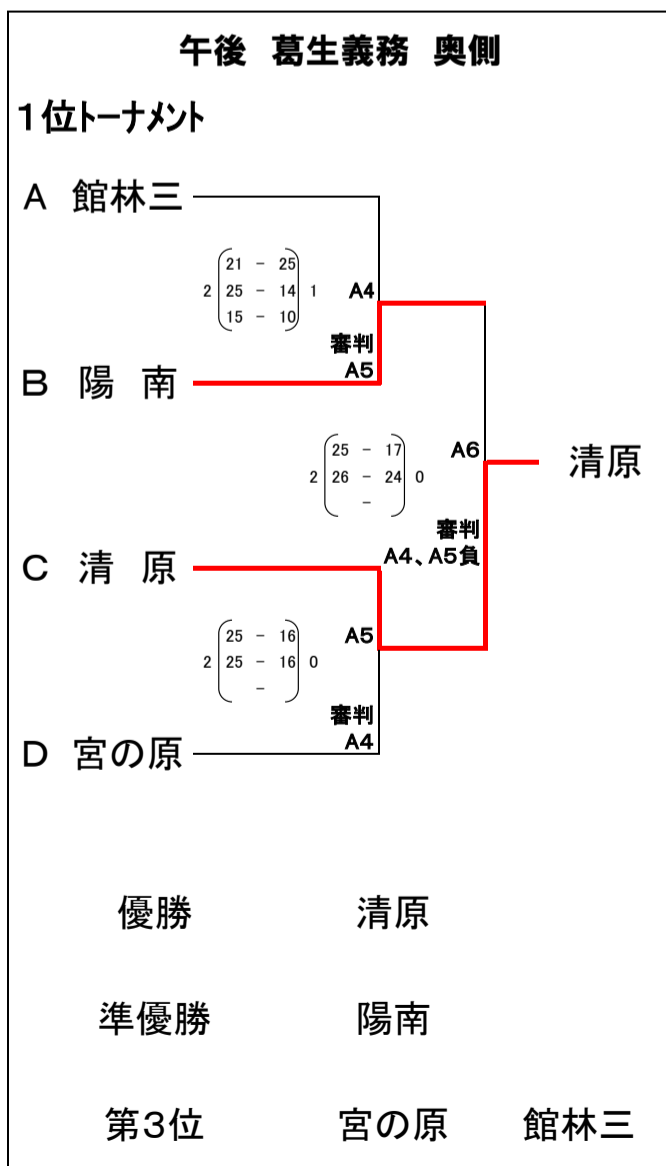 午後 葛生義務 奥側
1位トーナメント
A 館林三
21 - 25
2 25 - 14 1
15 - 10
A4
審判
A5
B 陽 南
25 - 17
2 26 - 24 0
-
A6
清原
審判
A4、A5負
C 清 原
25 - 16
2 25 - 16 0
-
A5
審判
A4
D 宮の原
優勝 清原
準優勝 陽南
第3位 宮の原 館林三